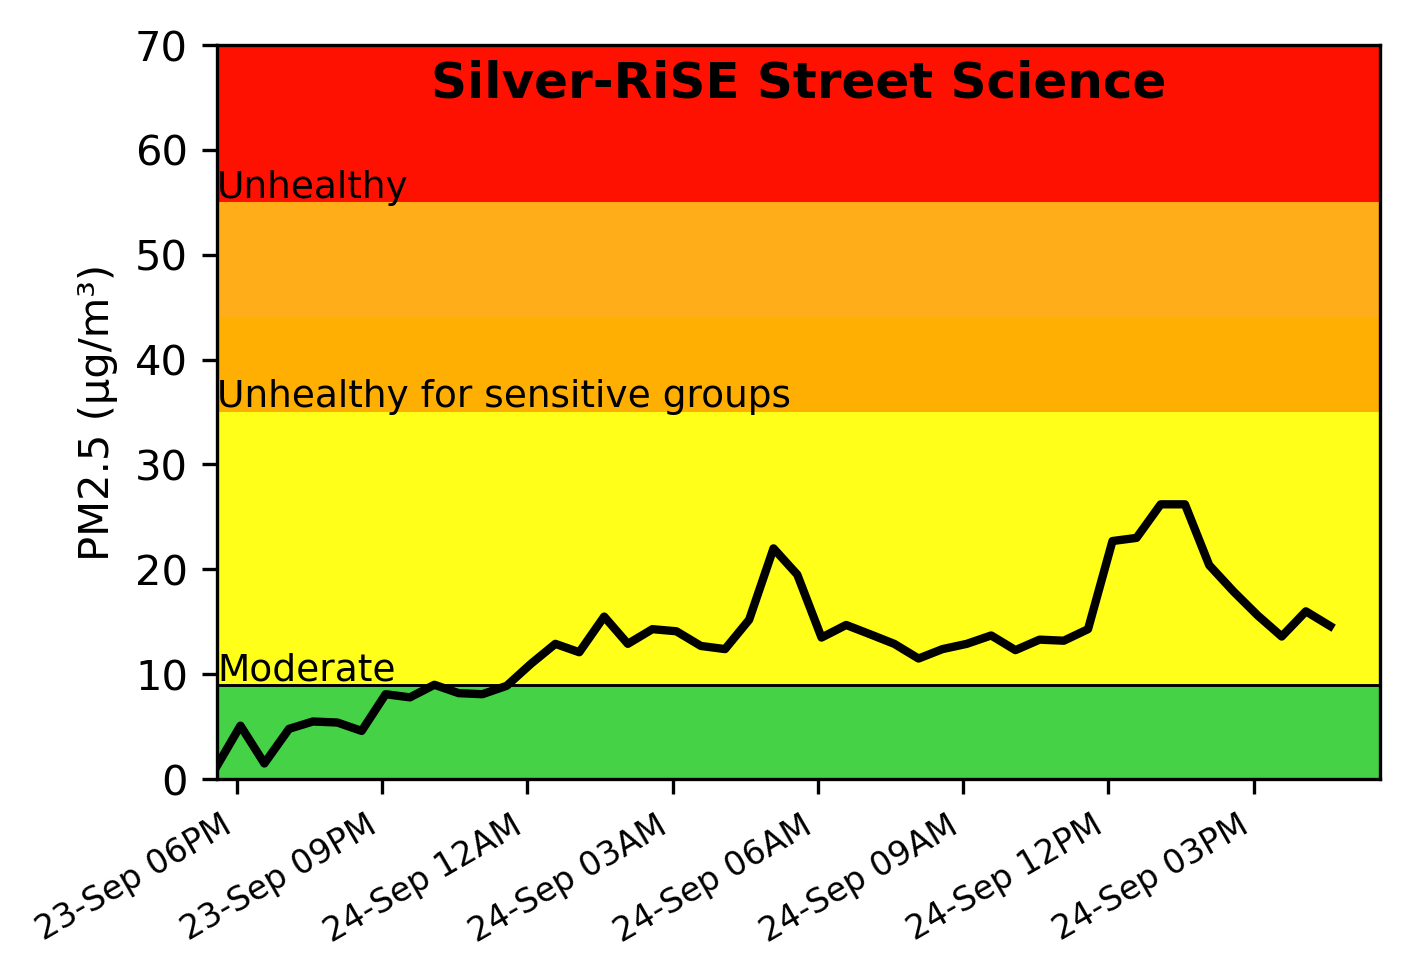 Silver-RiSE Street Science
70
60
Unhealthy
50
40
Unhealthy for sensitive groups
30
20
Moderate
10
0
PM2.5 (µg/m³)
23-Sep 06PM
23-Sep 09PM
24-Sep 12AM
24-Sep 03AM
24-Sep 06AM
24-Sep 09AM
24-Sep 12PM
24-Sep 03PM